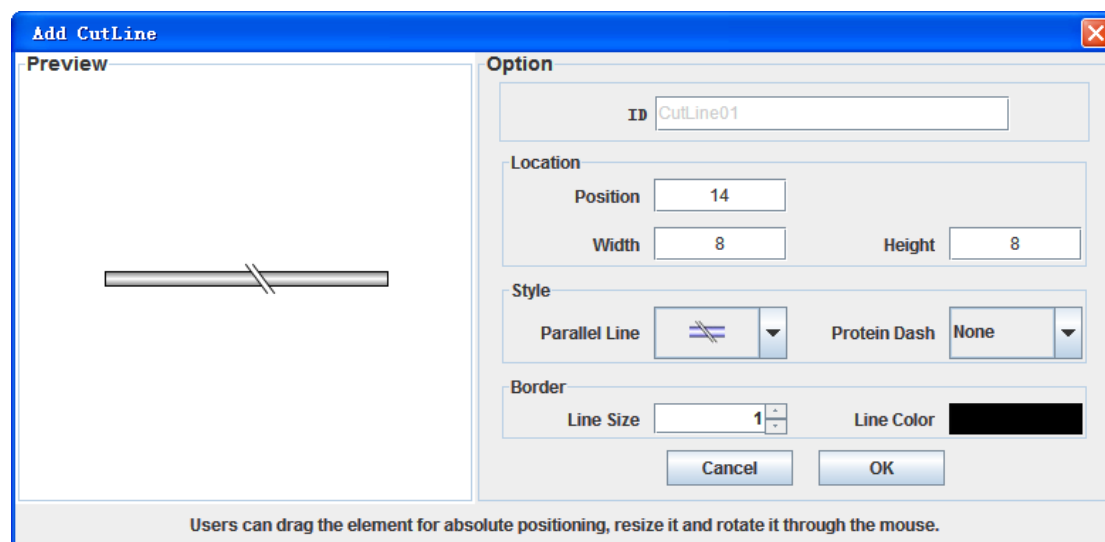 Add CutLine
Preview
Option
ID CutLine01
Location
Position 14
Width 8 Height 8
Style
Parallel Line Protein Dash None
Border
Line Size 1 Line Color
Cancel OK
Users can drag the element for absolute positioning, resize it and rotate it through the mouse.